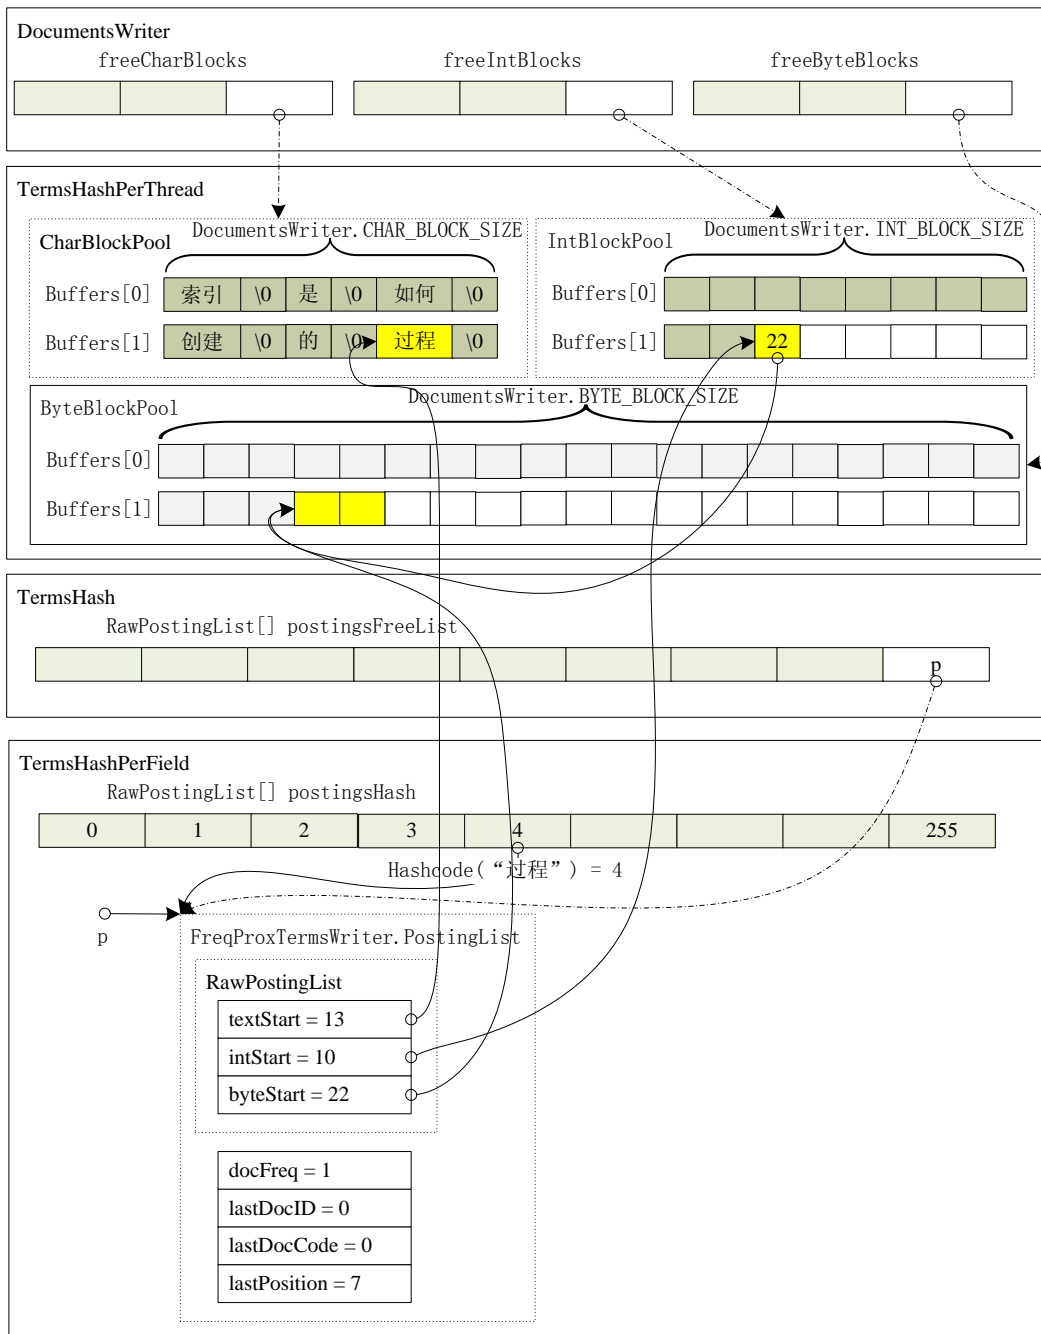 DocumentsWriter
freeCharBlocks freeIntBlocks freeByteBlocks
TermsHashPerThread
CharBlockPool DocumentsWriter.CHAR_BLOCK_SIZE IntBlockPool DocumentsWriter.INT_BLOCK_SIZE
Buffers[0] 索引 \0 是 \0 如何 \0 Buffers[0]
Buffers[1] 创建 \0 的 \0 过程 \0 Buffers[1] 22
ByteBlockPool DocumentsWriter.BYTE_BLOCK_SIZE
Buffers[0]
Buffers[1]
TermsHash
RawPostingList[] postingsFreeList
p
TermsHashPerField
RawPostingList[] postingsHash
0 1 2 3 4 255
Hashcode(“过程”) = 4
p
FreqProxTermsWriter.PostingList
RawPostingList
textStart = 13
intStart = 10
byteStart = 22
docFreq = 1
lastDocID = 0
lastDocCode = 0
lastPosition = 7